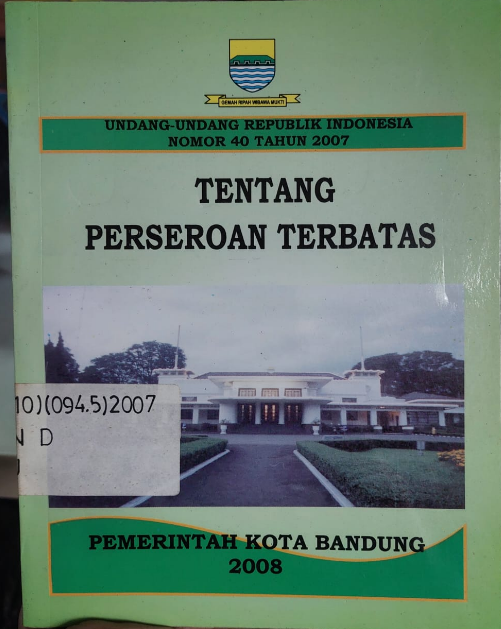 GEMAH RIPAH WIBAWA MUKTI
UNDANG-UNDANG REPUBLIK INDONESIA
NOMOR 40 TAHUN 2007
TENTANG
PERSEROAN TERBATAS
10)(094.5)2007
N D
PEMERINTAH KOTA BANDUNG
2008